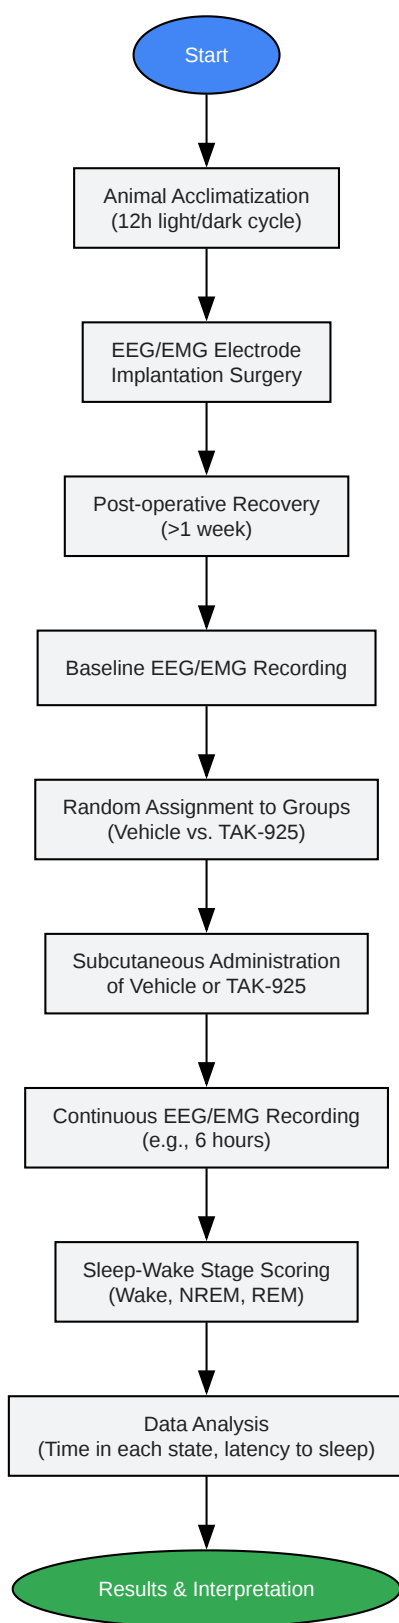 Start
Animal Acclimatization
(12h light/dark cycle)
EEG/EMG Electrode
Implantation Surgery
Post-operative Recovery
(>1 week)
Baseline EEG/EMG Recording
Random Assignment to Groups
(Vehicle vs. TAK-925)
Subcutaneous Administration
of Vehicle or TAK-925
Continuous EEG/EMG Recording
(e.g., 6 hours)
Sleep-Wake Stage Scoring
(Wake, NREM, REM)
Data Analysis
(Time in each state, latency to sleep)
Results & Interpretation